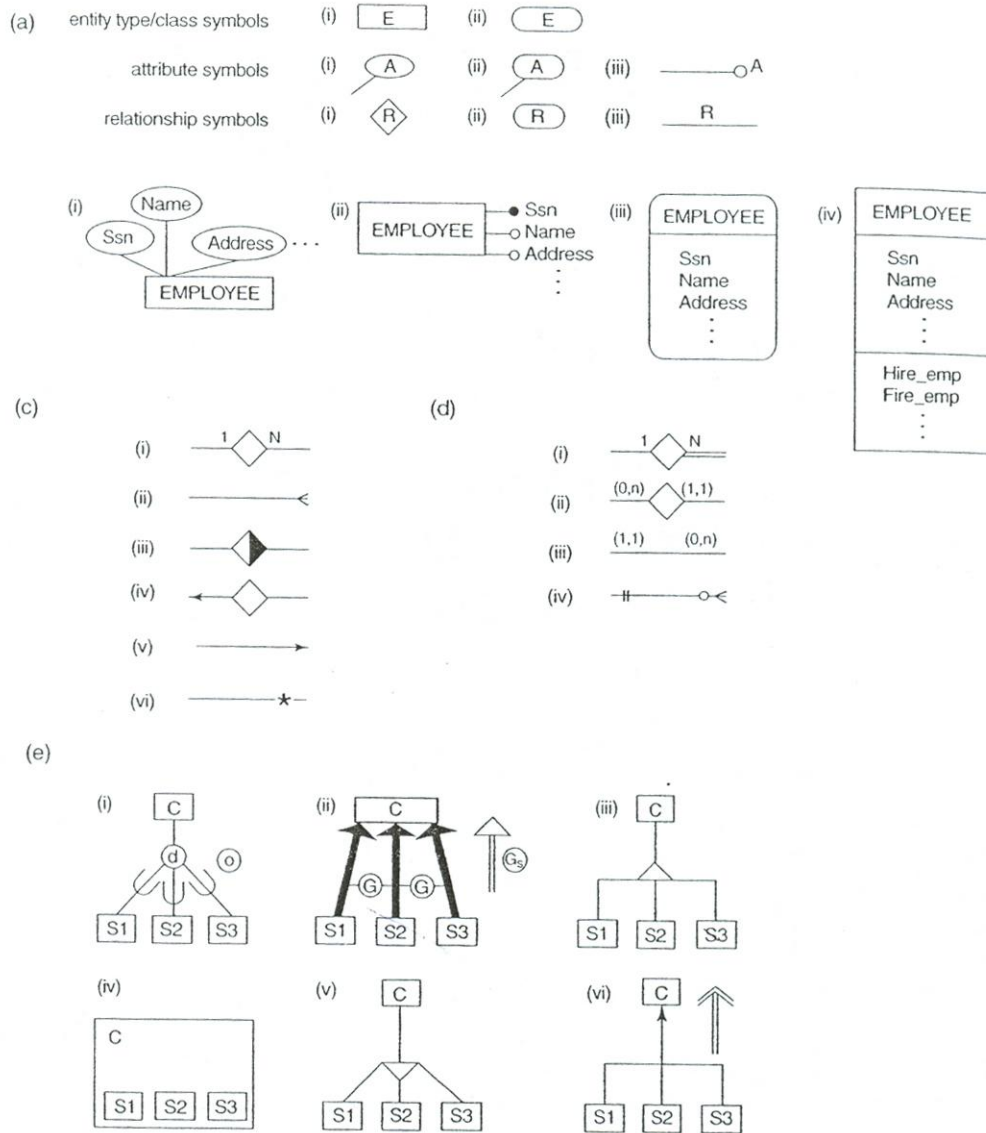 (a) entity type/class symbols (i) E (ii) E
attribute symbols (i) A (ii) A (iii) A
relationship symbols (i) R (ii) R (iii) R
(i) Name
Ssn
Address ...
EMPLOYEE
(ii) EMPLOYEE
Ssn
Name
Address
(iii) EMPLOYEE
Ssn
Name
Address
(iv) EMPLOYEE
Ssn
Name
Address
Hire_emp
Fire_emp
(c)
(i) 1 N
(ii)
(iii)
(iv)
(v)
(vi) *
(d)
(i) 1 N
(ii) (0,n) (1,1)
(iii) (1,1) (0,n)
(iv)
(e)
(i) C
d o
S1 S2 S3
(ii) C
G G Gs
S1 S2 S3
(iii) C
S1 S2 S3
(iv) C
S1 S2 S3
(v) C
S1 S2 S3
(vi) C
S1 S2 S3